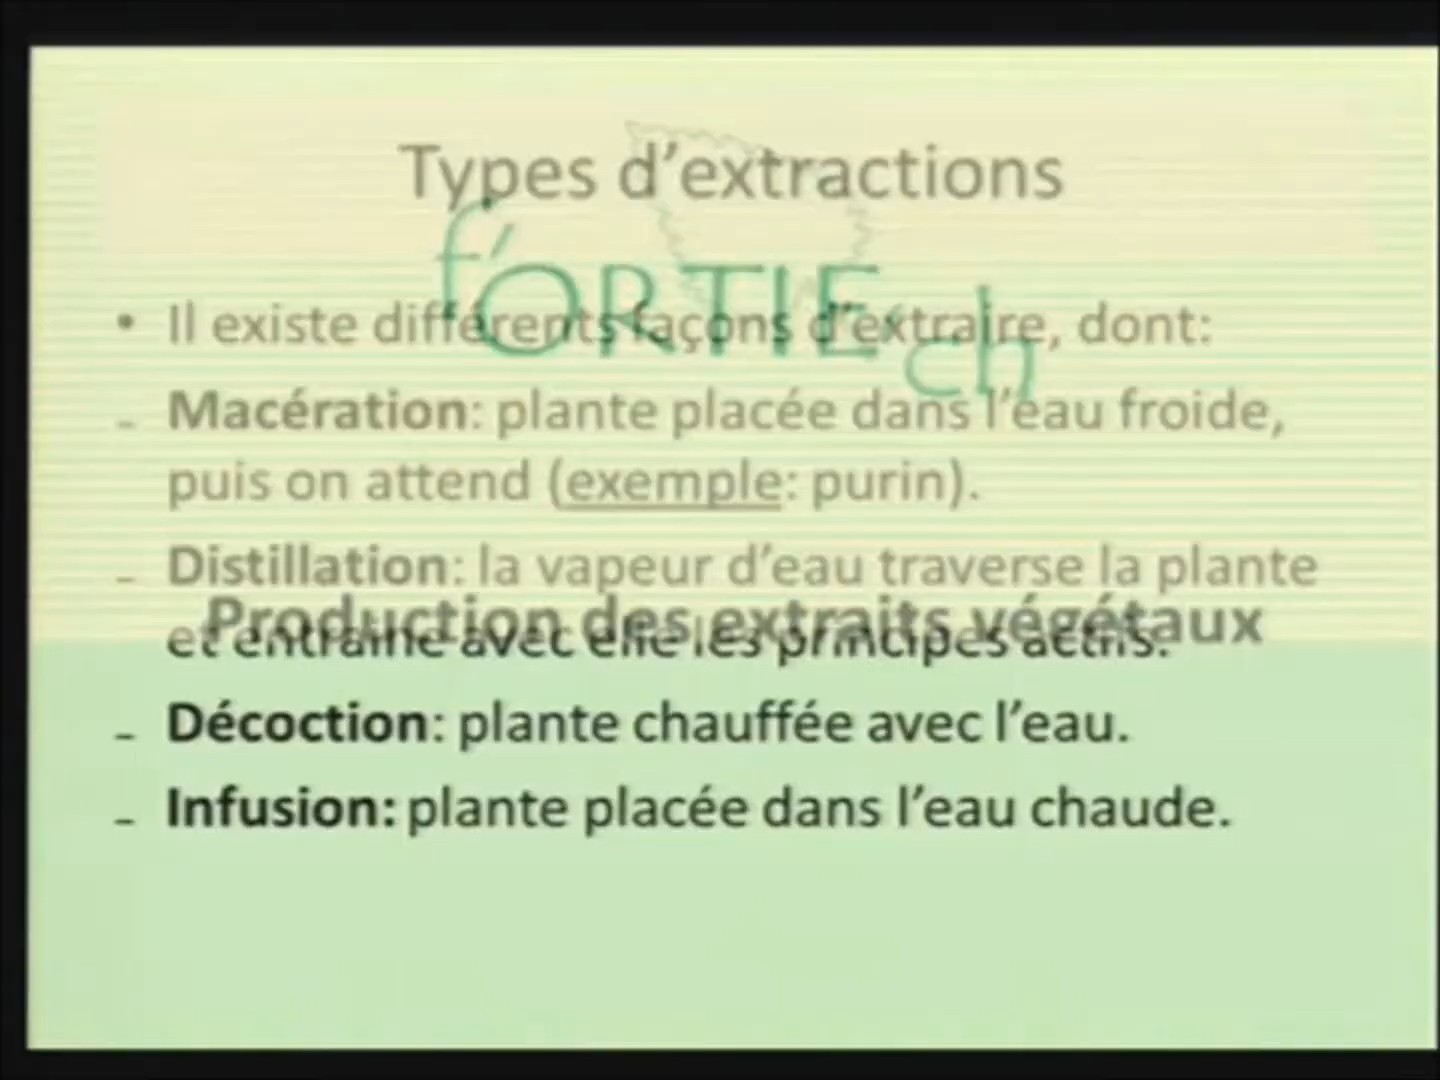 Types d'extractions
f'ORTIE ch
• Il existe différents façons d'extraire, dont:
- Macération: plante placée dans l'eau froide,
puis on attend (exemple: purin).
- Distillation: la vapeur d'eau traverse la plante
Production des extraits végétaux
et entraine avec elle les principes actifs.
- Décoction: plante chauffée avec l'eau.
- Infusion: plante placée dans l'eau chaude.